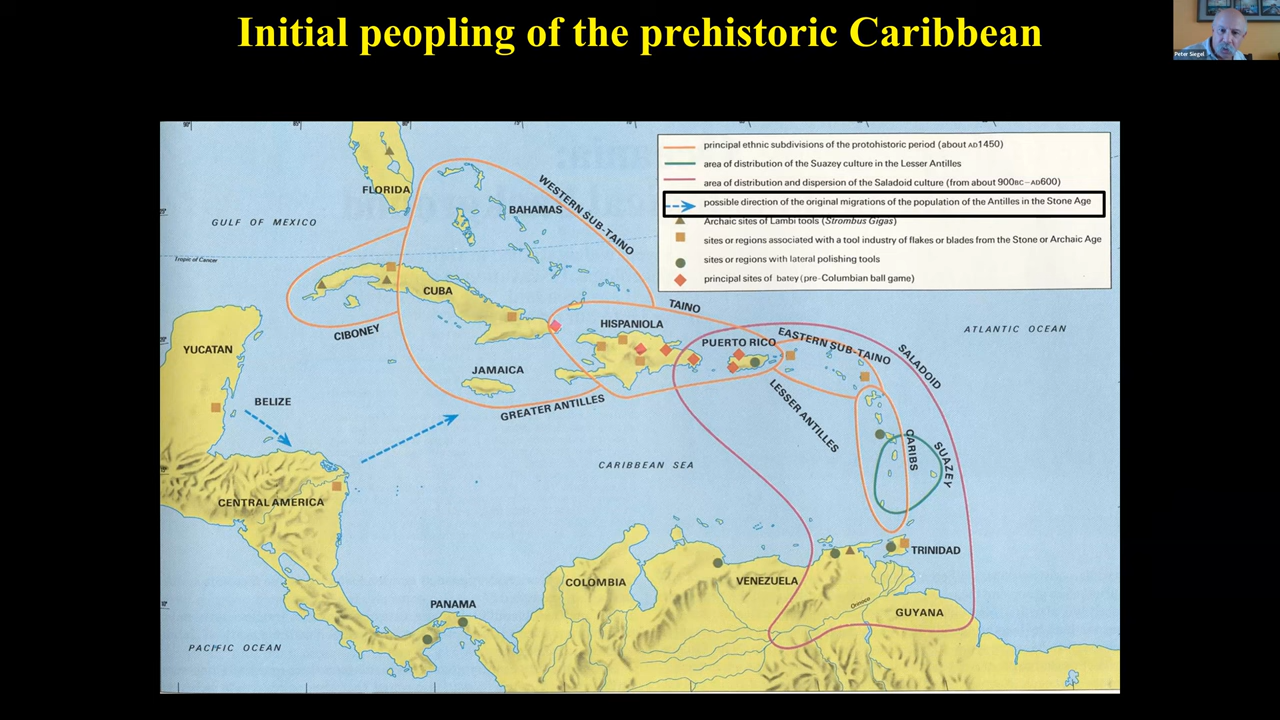 Initial peopling of the prehistoric Caribbean
Peter Siegel
principal ethnic subdivisions of the protohistoric period (about AD1450)
area of distribution of the Suazey culture in the Lesser Antilles
area of distribution and dispersion of the Saladoid culture (from about 900BC–AD600)
possible direction of the original migrations of the population of the Antilles in the Stone Age
Archaic sites of Lambi tools (Strombus Gigas)
sites or regions associated with a tool industry of flakes or blades from the Stone or Archaic Age
sites or regions with lateral polishing tools
principal sites of batey (pre-Columbian ball game)
FLORIDA
GULF OF MEXICO
BAHAMAS
WESTERN SUB-TAINO
Tropic of Cancer
CUBA
CIBONEY
TAINO
HISPANIOLA
PUERTO RICO
EASTERN SUB-TAINO
SALADOID
ATLANTIC OCEAN
YUCATAN
JAMAICA
BELIZE
GREATER ANTILLES
LESSER ANTILLES
CARIBS
SUAZEY
CARIBBEAN SEA
CENTRAL AMERICA
TRINIDAD
COLOMBIA
VENEZUELA
PANAMA
Orinoco
GUYANA
PACIFIC OCEAN